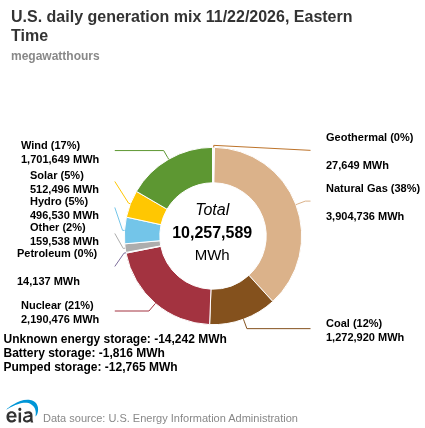 U.S. daily generation mix 11/22/2026, Eastern
Time
megawatthours
Geothermal (0%)
27,649 MWh
Natural Gas (38%)
3,904,736 MWh
Coal (12%)
1,272,920 MWh
Wind (17%)
1,701,649 MWh
Solar (5%)
512,496 MWh
Hydro (5%)
496,530 MWh
Other (2%)
159,538 MWh
Petroleum (0%)
14,137 MWh
Nuclear (21%)
2,190,476 MWh
Total
10,257,589
MWh
Unknown energy storage: -14,242 MWh
Battery storage: -1,816 MWh
Pumped storage: -12,765 MWh
eia
Data source: U.S. Energy Information Administration